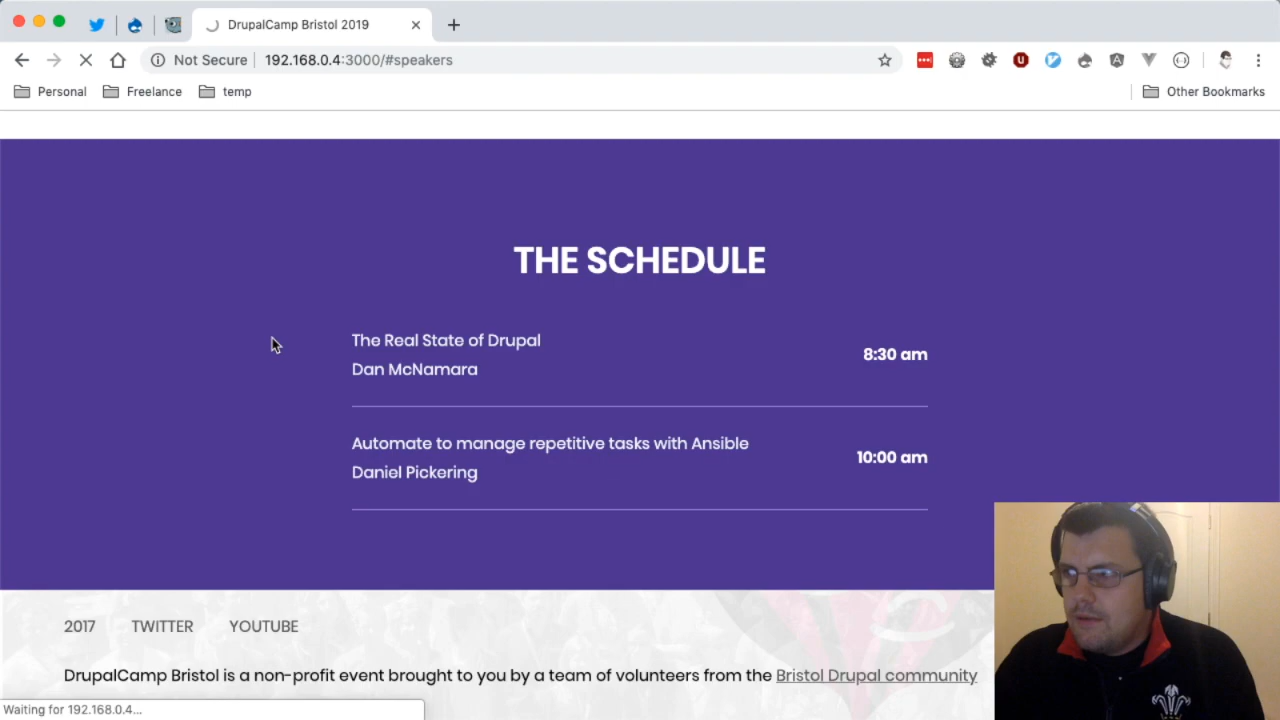 DrupalCamp Bristol 2019
Not Secure
192.168.0.4:3000/#speakers
Personal
Freelance
temp
Other Bookmarks
THE SCHEDULE
The Real State of Drupal
Dan McNamara
8:30 am
Automate to manage repetitive tasks with Ansible
Daniel Pickering
10:00 am
2017 TWITTER YOUTUBE
DrupalCamp Bristol is a non-profit event brought to you by a team of volunteers from the Bristol Drupal community
Waiting for 192.168.0.4...